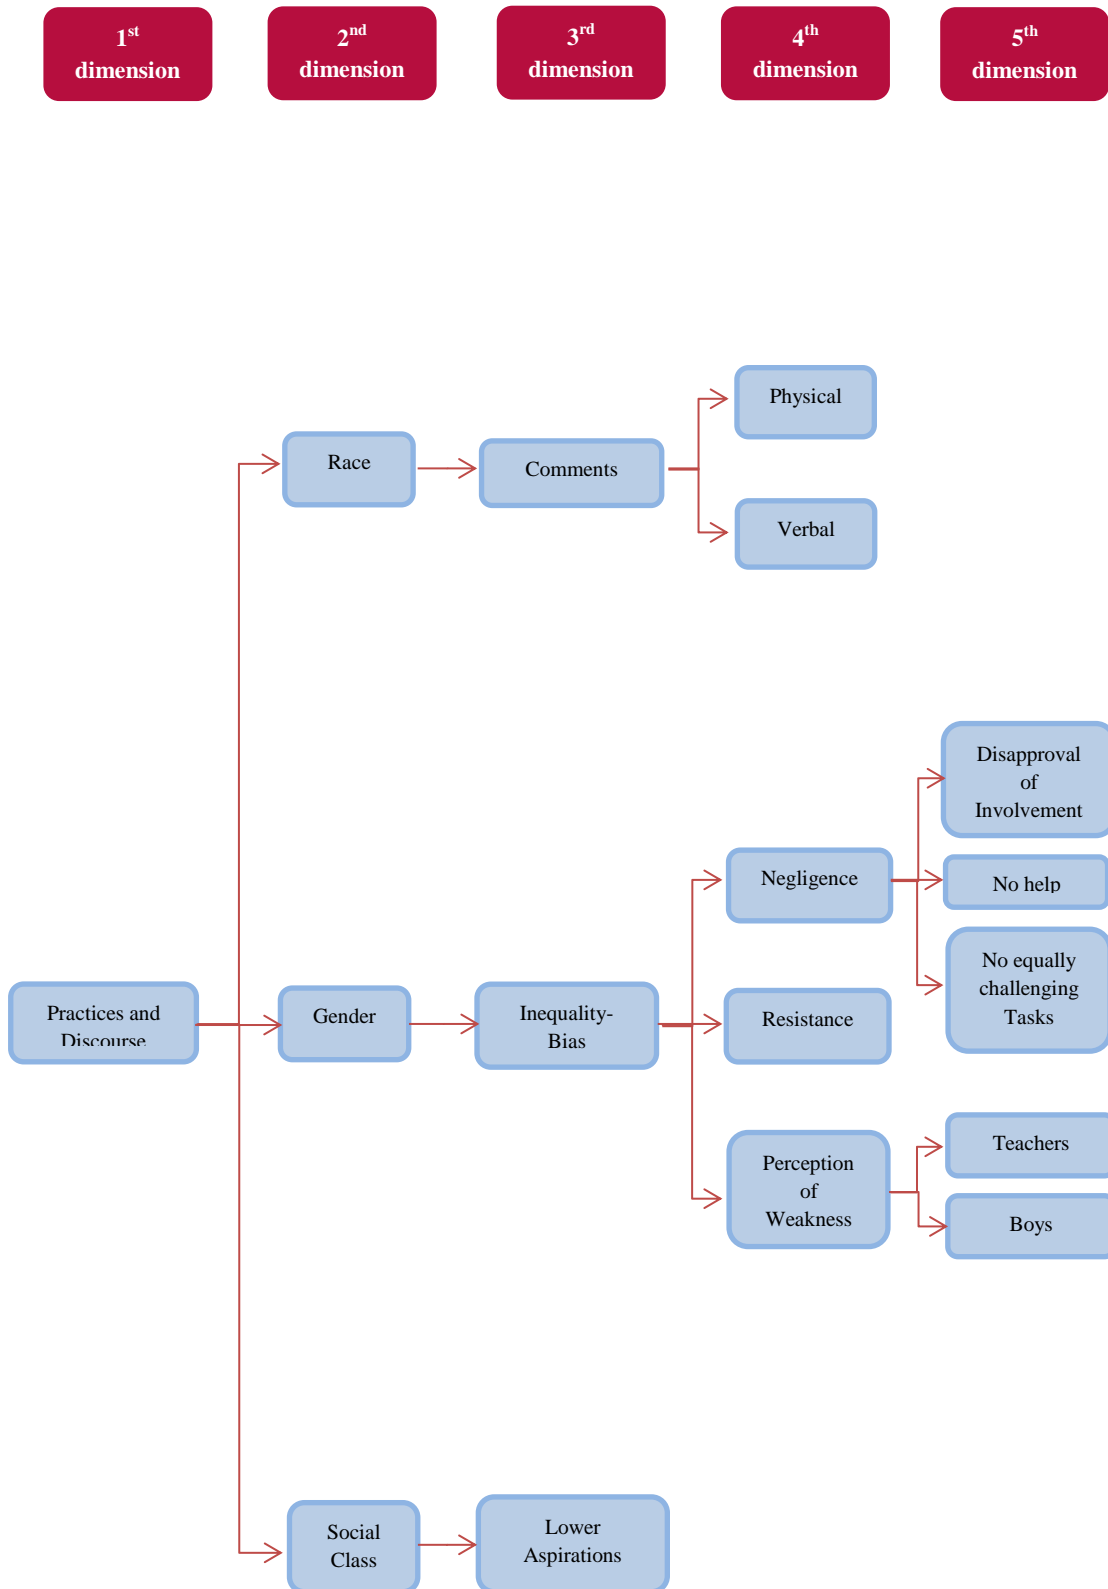 1st
dimension
2nd
dimension
3rd
dimension
4th
dimension
5th
dimension
Physical
Race
Comments
Verbal
Disapproval
of
Involvement
Negligence
No help
No equally
challenging
Tasks
Practices and
Discourse
Gender
Inequality-
Bias
Resistance
Perception
of
Weakness
Teachers
Boys
Social
Class
Lower
Aspirations